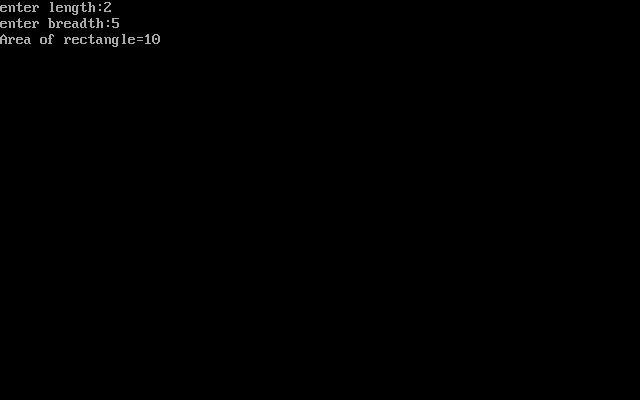 enter length:2
enter breadth:5
Area of rectangle=10